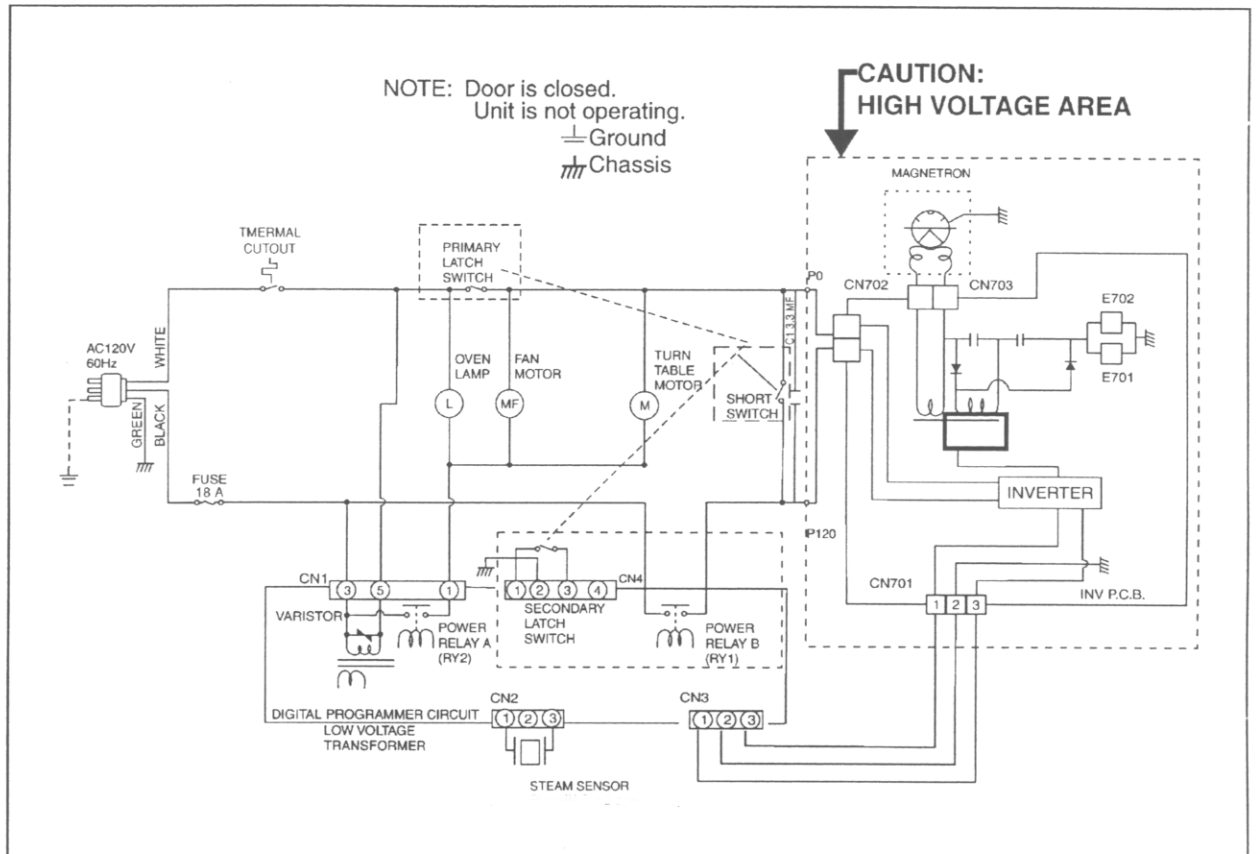 NOTE: Door is closed.
Unit is not operating.
Ground
Chassis
CAUTION:
HIGH VOLTAGE AREA
MAGNETRON
TMERMAL
CUTOUT
PRIMARY
LATCH
SWITCH
P0
CN702
CN703
E702
E701
AC120V
60Hz
WHITE
GREEN
BLACK
OVEN
LAMP
L
FAN
MOTOR
MF
TURN
TABLE
MOTOR
M
C1 3.3 MF
SHORT
SWITCH
FUSE
18 A
INVERTER
P120
CN1
3 5 1
1 2 3 4
CN4
SECONDARY
LATCH
SWITCH
VARISTOR
POWER
RELAY A
(RY2)
POWER
RELAY B
(RY1)
CN701
1 2 3
INV P.C.B.
CN2
1 2 3
CN3
1 2 3
DIGITAL PROGRAMMER CIRCUIT
LOW VOLTAGE
TRANSFORMER
STEAM SENSOR